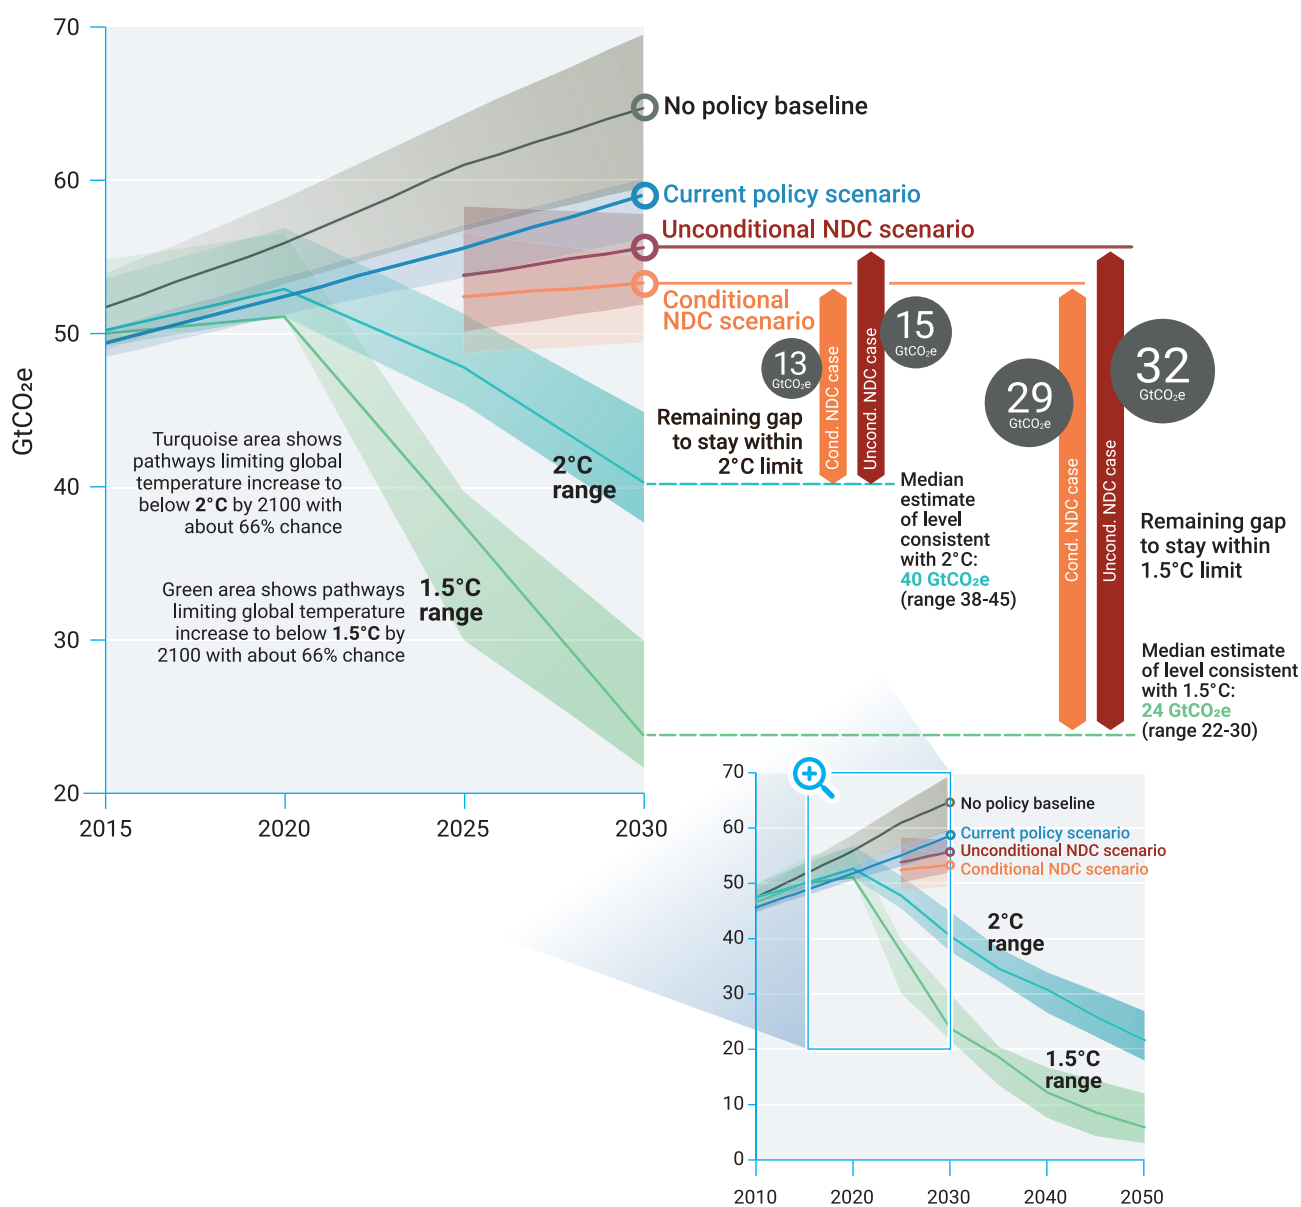 70
60
50
40
30
20
GtCO₂e
2015
2020
2025
2030
No policy baseline
Current policy scenario
Unconditional NDC scenario
Conditional
NDC scenario
Turquoise area shows
pathways limiting global
temperature increase to
below 2°C by 2100 with
about 66% chance
Green area shows pathways
limiting global temperature
increase to below 1.5°C by
2100 with about 66% chance
2°C
range
1.5°C
range
13
GtCO₂e
15
GtCO₂e
Cond. NDC case
Uncond. NDC case
Remaining gap
to stay within
2°C limit
Median
estimate
of level
consistent
with 2°C:
40 GtCO₂e
(range 38-45)
29
GtCO₂e
32
GtCO₂e
Cond. NDC case
Uncond. NDC case
Remaining gap
to stay within
1.5°C limit
Median estimate
of level consistent
with 1.5°C:
24 GtCO₂e
(range 22-30)
70
60
50
40
30
20
10
0
2010
2020
2030
2040
2050
No policy baseline
Current policy scenario
Unconditional NDC scenario
Conditional NDC scenario
2°C
range
1.5°C
range